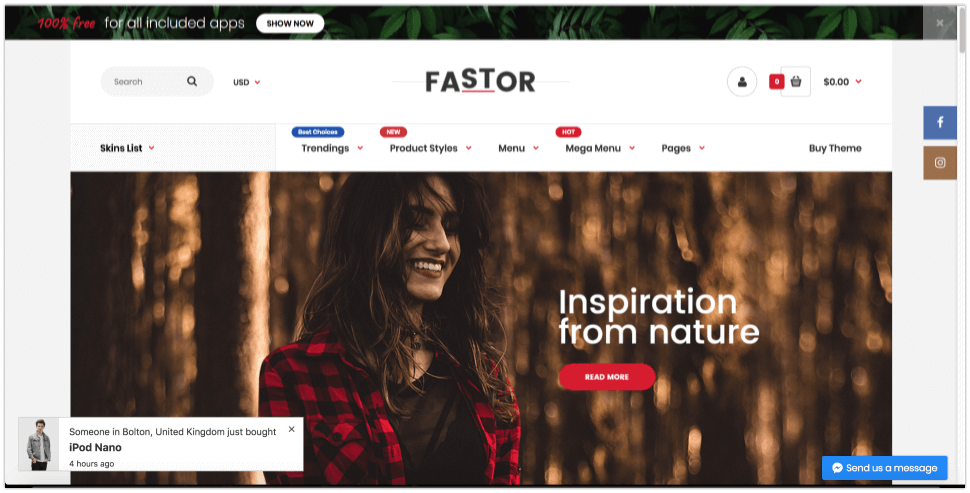 100% free for all included apps SHOW NOW ×
Search USD FASTOR 0 $0.00
Best Choices NEW HOT
Skins List Trendings Product Styles Menu Mega Menu Pages Buy Theme
Inspiration
from nature
READ MORE
Someone in Bolton, United Kingdom just bought ×
iPod Nano
4 hours ago
Send us a message